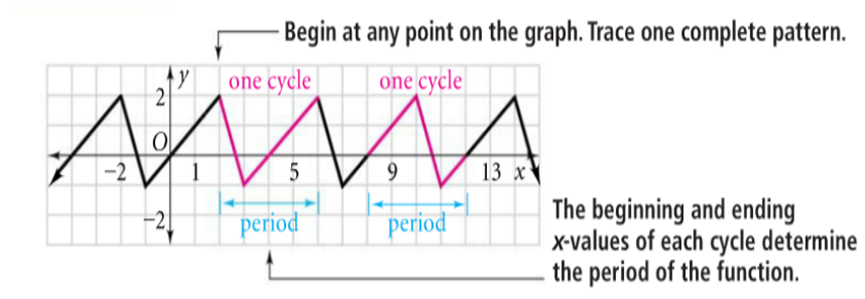 Begin at any point on the graph. Trace one complete pattern.
y one cycle one cycle
2
O
−2 1 5 9 13 x
−2 period period
The beginning and ending
x-values of each cycle determine
the period of the function.